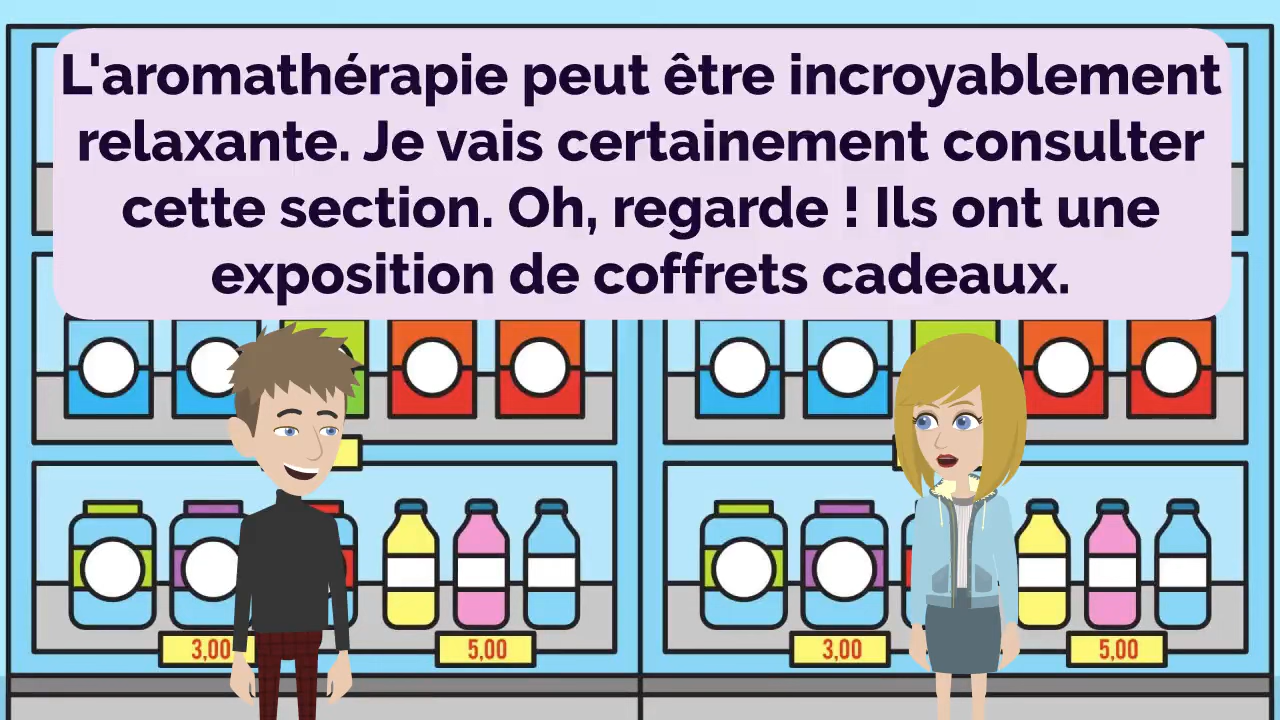 L'aromathérapie peut être incroyablement
relaxante. Je vais certainement consulter
cette section. Oh, regarde ! Ils ont une
exposition de coffrets cadeaux.
3,00
5,00
3,00
5,00